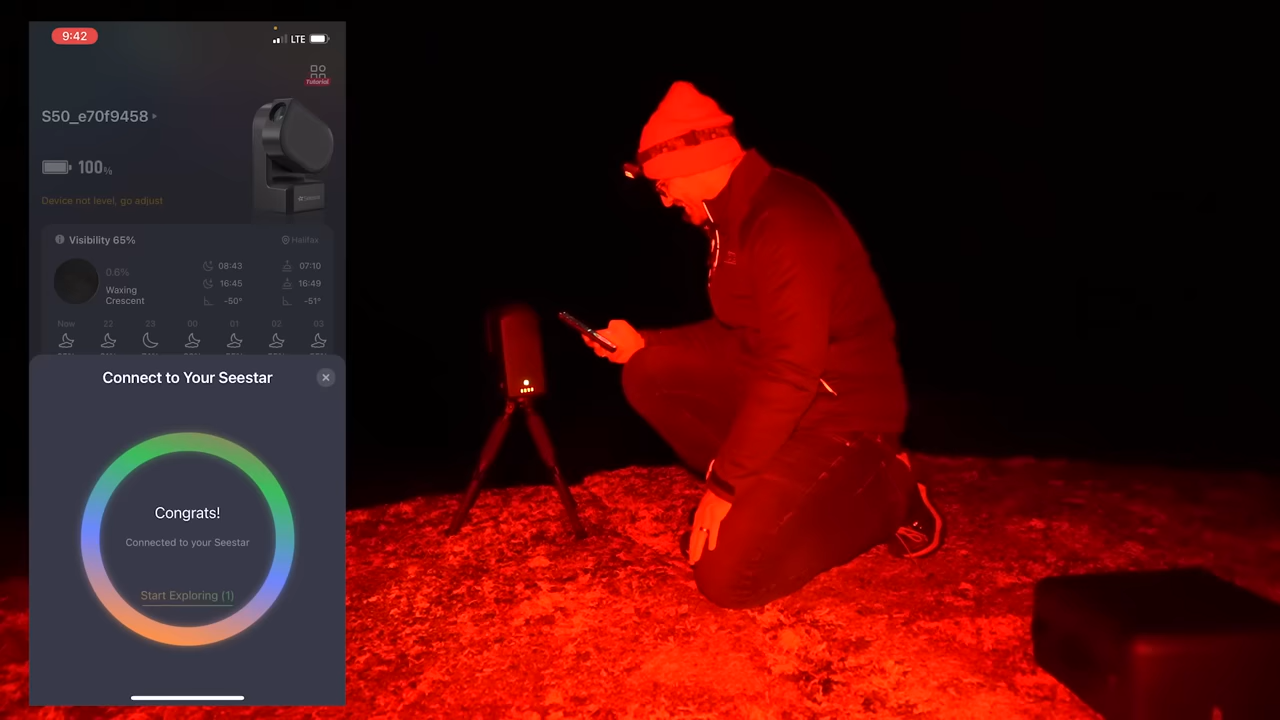 9:42
LTE
Tutorial
S50_e70f9458
100%
Device not level, go adjust
Visibility 65%
Halifax
0.6%
Waxing
Crescent
08:43
07:10
16:45
16:49
-50°
-51°
Now 22 23 00 01 02 03
Connect to Your Seestar
Congrats!
Connected to your Seestar
Start Exploring (1)